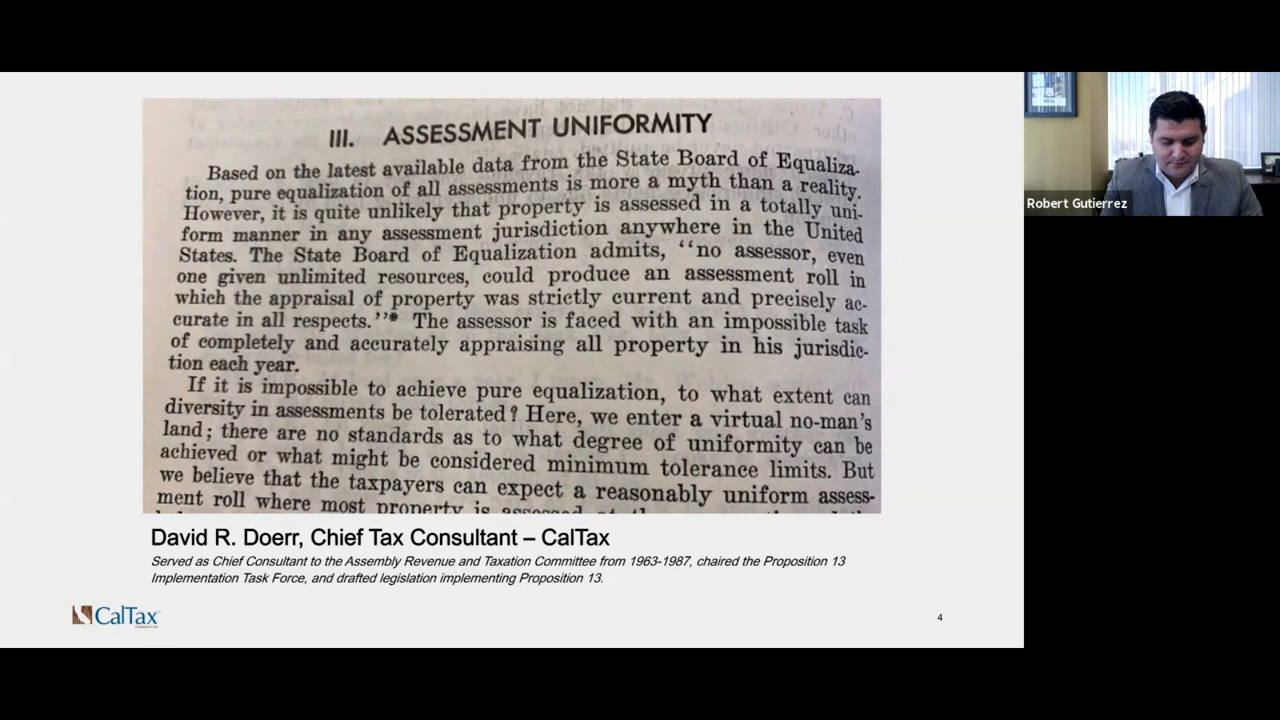 III. ASSESSMENT UNIFORMITY
Based on the latest available data from the State Board of Equaliza-
tion, pure equalization of all assessments is more a myth than a reality.
However, it is quite unlikely that property is assessed in a totally uni-
form manner in any assessment jurisdiction anywhere in the United
States. The State Board of Equalization admits, “no assessor, even
one given unlimited resources, could produce an assessment roll in
which the appraisal of property was strictly current and precisely ac-
curate in all respects.”* The assessor is faced with an impossible task
of completely and accurately appraising all property in his jurisdic-
tion each year.
If it is impossible to achieve pure equalization, to what extent can
diversity in assessments be tolerated? Here, we enter a virtual no-man's
land; there are no standards as to what degree of uniformity can be
achieved or what might be considered minimum tolerance limits. But
we believe that the taxpayers can expect a reasonably uniform assess-
ment roll where most property is assessed at the
David R. Doerr, Chief Tax Consultant – CalTax
Served as Chief Consultant to the Assembly Revenue and Taxation Committee from 1963-1987, chaired the Proposition 13
Implementation Task Force, and drafted legislation implementing Proposition 13.
CalTax
4
Robert Gutierrez